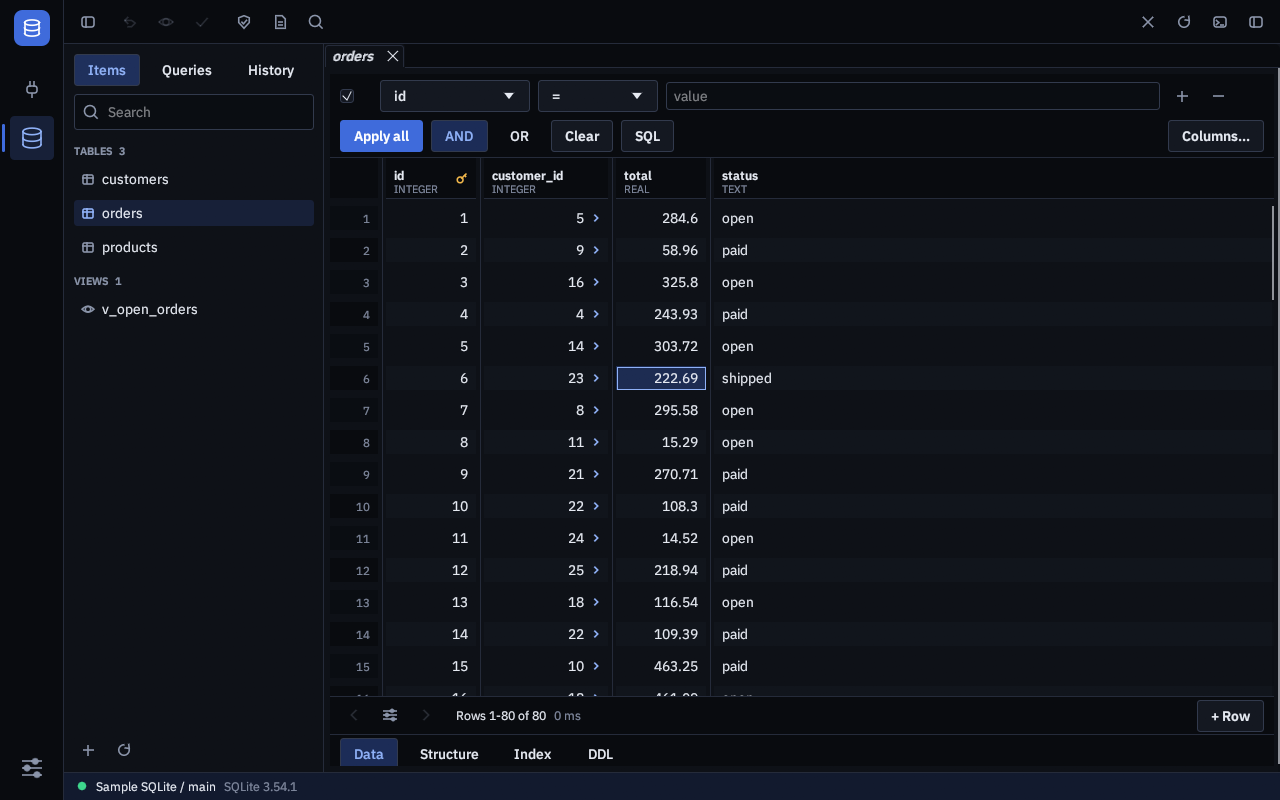 orders
Items Queries History
Search
TABLES 3
customers
orders
products
VIEWS 1
v_open_orders
id = value
Apply all AND OR Clear SQL Columns...
id customer_id total status
INTEGER INTEGER REAL TEXT
1 1 5 284.6 open
2 2 9 58.96 paid
3 3 16 325.8 open
4 4 4 243.93 paid
5 5 14 303.72 open
6 6 23 222.69 shipped
7 7 8 295.58 open
8 8 11 15.29 open
9 9 21 270.71 paid
10 10 22 108.3 paid
11 11 24 14.52 open
12 12 25 218.94 paid
13 13 18 116.54 open
14 14 22 109.39 paid
15 15 10 463.25 paid
Rows 1-80 of 80 0 ms + Row
Data Structure Index DDL
Sample SQLite / main SQLite 3.54.1